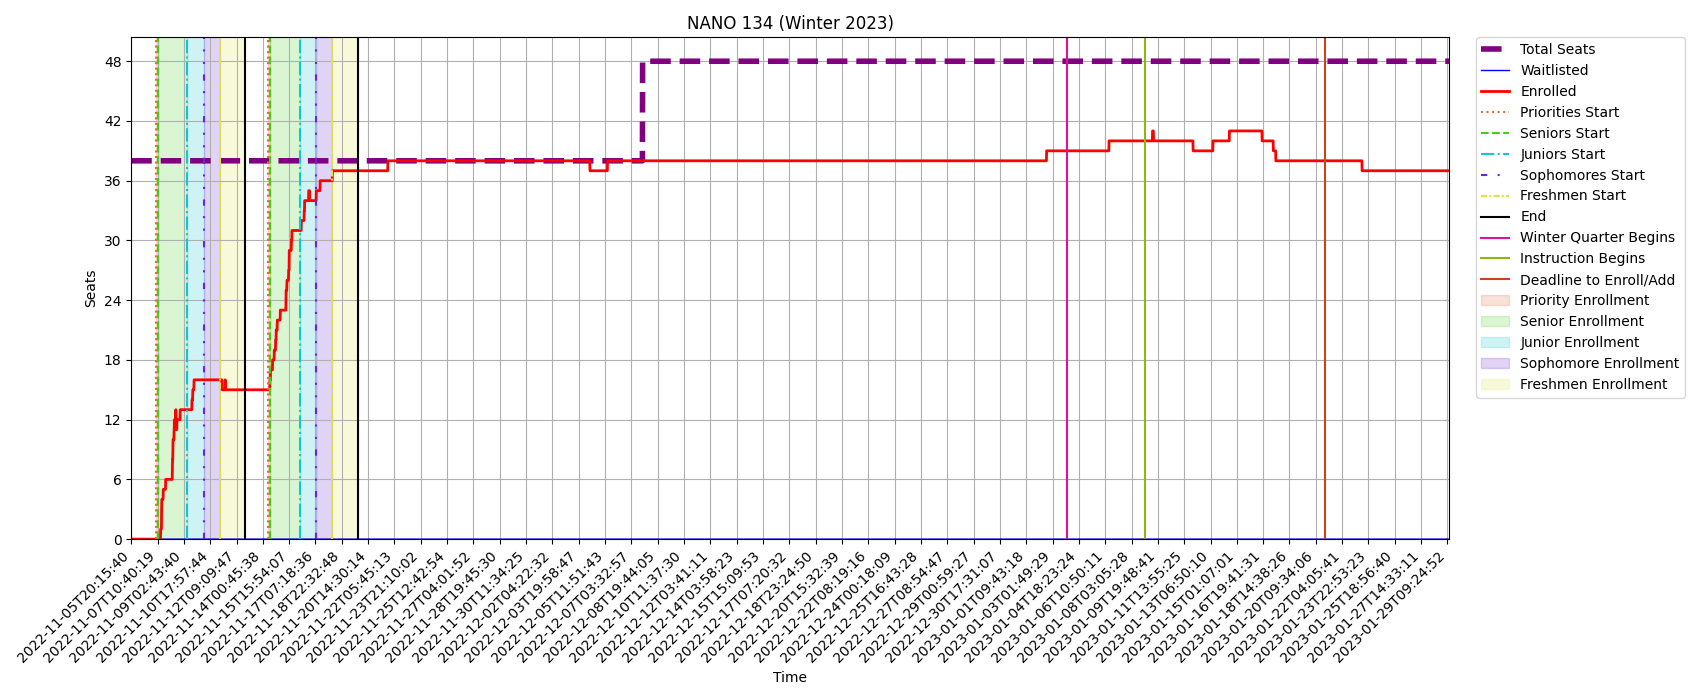 NANO 134 (Winter 2023)
Seats
48
42
36
30
24
18
12
6
0
2022-11-05T20:15:40
2022-11-07T10:40:19
2022-11-09T02:43:40
2022-11-10T17:57:44
2022-11-12T09:09:47
2022-11-14T00:45:38
2022-11-15T15:54:07
2022-11-17T07:18:36
2022-11-18T22:32:48
2022-11-20T14:30:14
2022-11-22T05:45:13
2022-11-23T21:10:02
2022-11-25T12:42:54
2022-11-27T04:01:52
2022-11-28T19:45:30
2022-11-30T11:34:25
2022-12-02T04:22:32
2022-12-03T19:58:47
2022-12-05T11:51:43
2022-12-07T03:32:57
2022-12-08T19:44:05
2022-12-10T11:37:30
2022-12-12T03:41:11
2022-12-14T03:58:23
2022-12-15T15:09:53
2022-12-17T07:20:32
2022-12-18T23:24:50
2022-12-20T15:32:39
2022-12-22T08:19:16
2022-12-24T00:18:09
2022-12-25T16:43:28
2022-12-27T08:54:47
2022-12-29T00:59:27
2022-12-30T17:31:07
2023-01-01T09:43:18
2023-01-03T01:49:29
2023-01-04T18:23:24
2023-01-06T10:50:11
2023-01-08T03:05:28
2023-01-09T19:48:41
2023-01-11T13:55:25
2023-01-13T06:50:10
2023-01-15T01:07:01
2023-01-16T19:41:31
2023-01-18T14:38:26
2023-01-20T09:34:06
2023-01-22T04:05:41
2023-01-23T22:53:23
2023-01-25T18:56:40
2023-01-27T14:33:11
2023-01-29T09:24:52
Time
Total Seats
Waitlisted
Enrolled
Priorities Start
Seniors Start
Juniors Start
Sophomores Start
Freshmen Start
End
Winter Quarter Begins
Instruction Begins
Deadline to Enroll/Add
Priority Enrollment
Senior Enrollment
Junior Enrollment
Sophomore Enrollment
Freshmen Enrollment